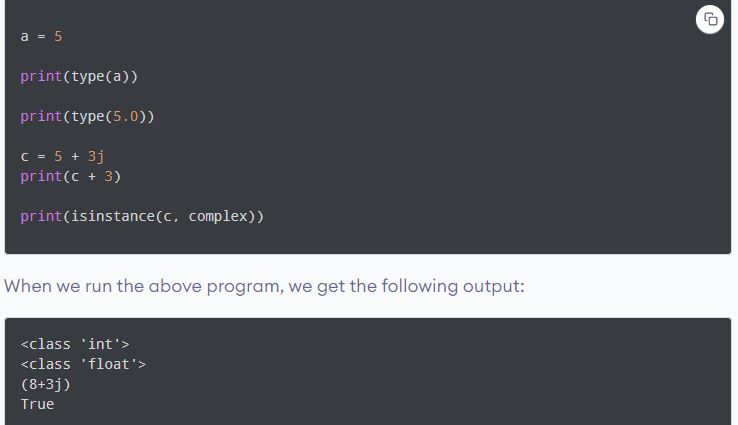 a = 5
print(type(a))
print(type(5.0))
c = 5 + 3j
print(c + 3)
print(isinstance(c, complex))
When we run the above program, we get the following output:
<class 'int'>
<class 'float'>
(8+3j)
True